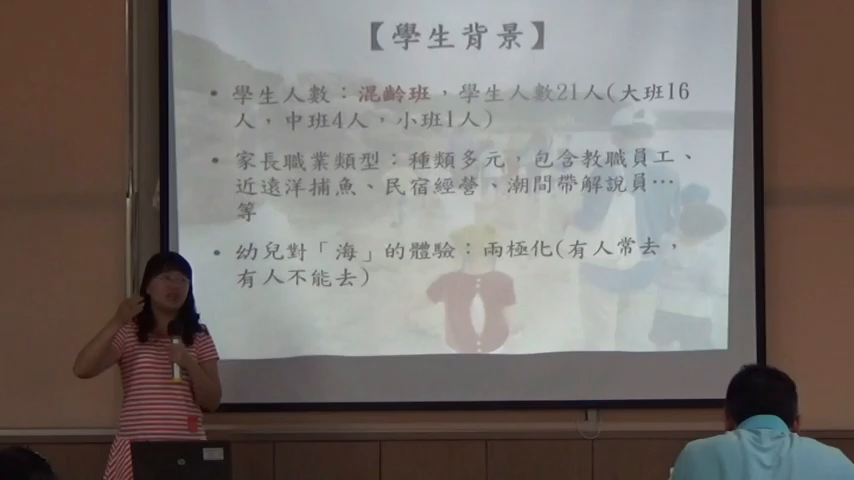 【學生背景】
• 學生人數：混齡班，學生人數21人(大班16
人，中班4人，小班1人)
• 家長職業類型：種類多元，包含教職員工、
近遠洋捕魚、民宿經營、潮間帶解說員…
等
• 幼兒對「海」的體驗：兩極化(有人常去，
有人不能去)